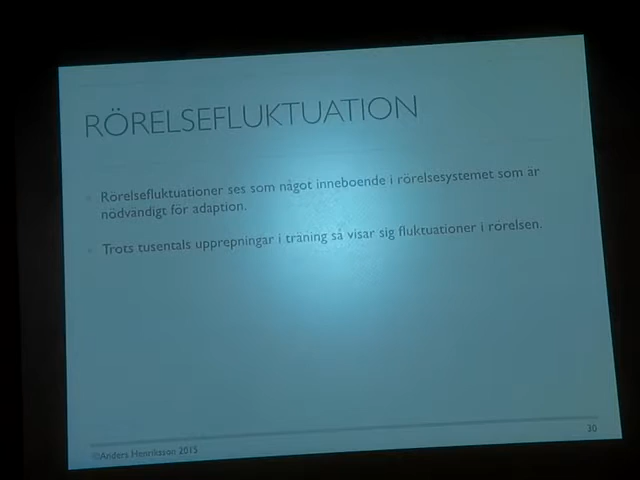 RÖRELSEFLUKTUATION
Rörelsefluktuationer ses som något inneboende i rörelsesystemet som är
nödvändigt för adaption.
Trots tusentals upprepningar i träning så visar sig fluktuationer i rörelsen.
©Anders Henriksson 2015
30